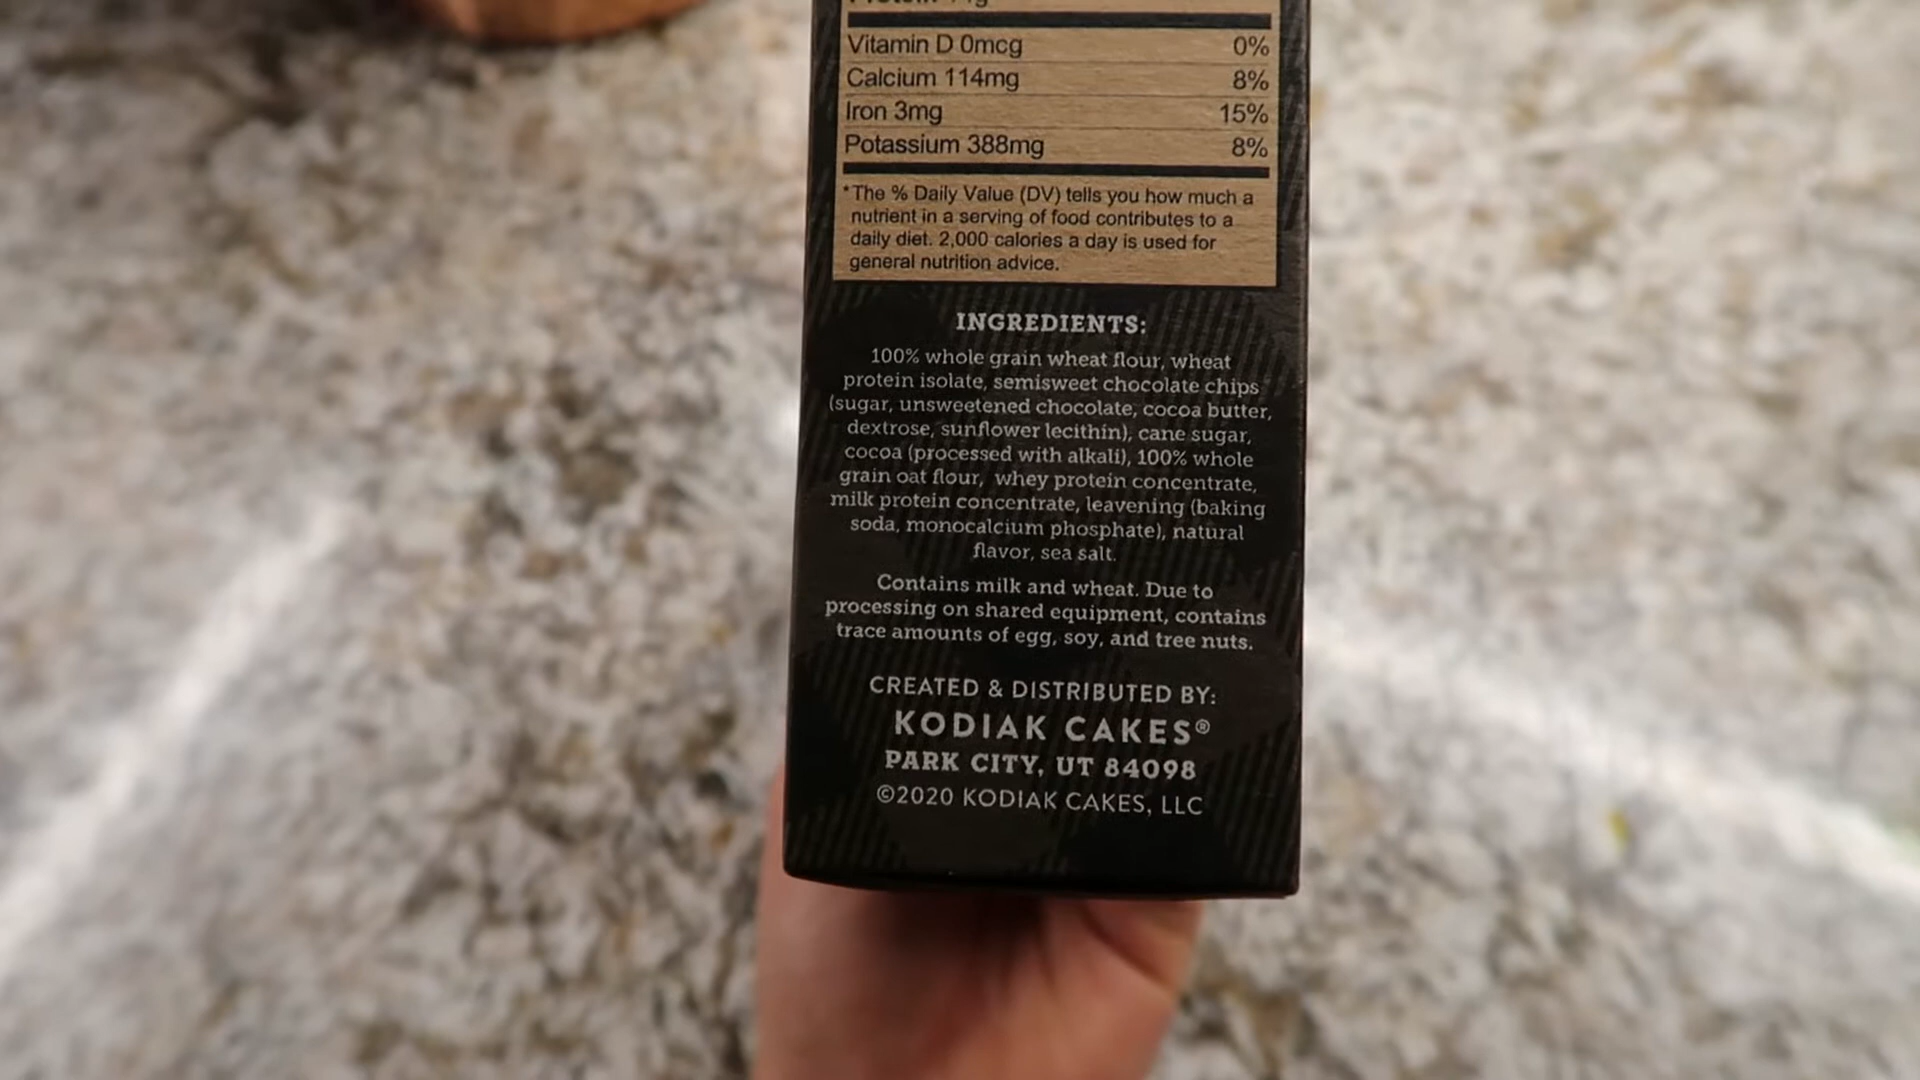 Vitamin D 0mcg 0%
Calcium 114mg 8%
Iron 3mg 15%
Potassium 388mg 8%
*The % Daily Value (DV) tells you how much a
nutrient in a serving of food contributes to a
daily diet. 2,000 calories a day is used for
general nutrition advice.
INGREDIENTS:
100% whole grain wheat flour, wheat
protein isolate, semisweet chocolate chips
(sugar, unsweetened chocolate, cocoa butter,
dextrose, sunflower lecithin), cane sugar,
cocoa (processed with alkali), 100% whole
grain oat flour, whey protein concentrate,
milk protein concentrate, leavening (baking
soda, monocalcium phosphate), natural
flavor, sea salt.
Contains milk and wheat. Due to
processing on shared equipment, contains
trace amounts of egg, soy, and tree nuts.
CREATED & DISTRIBUTED BY:
KODIAK CAKES®
PARK CITY, UT 84098
©2020 KODIAK CAKES, LLC